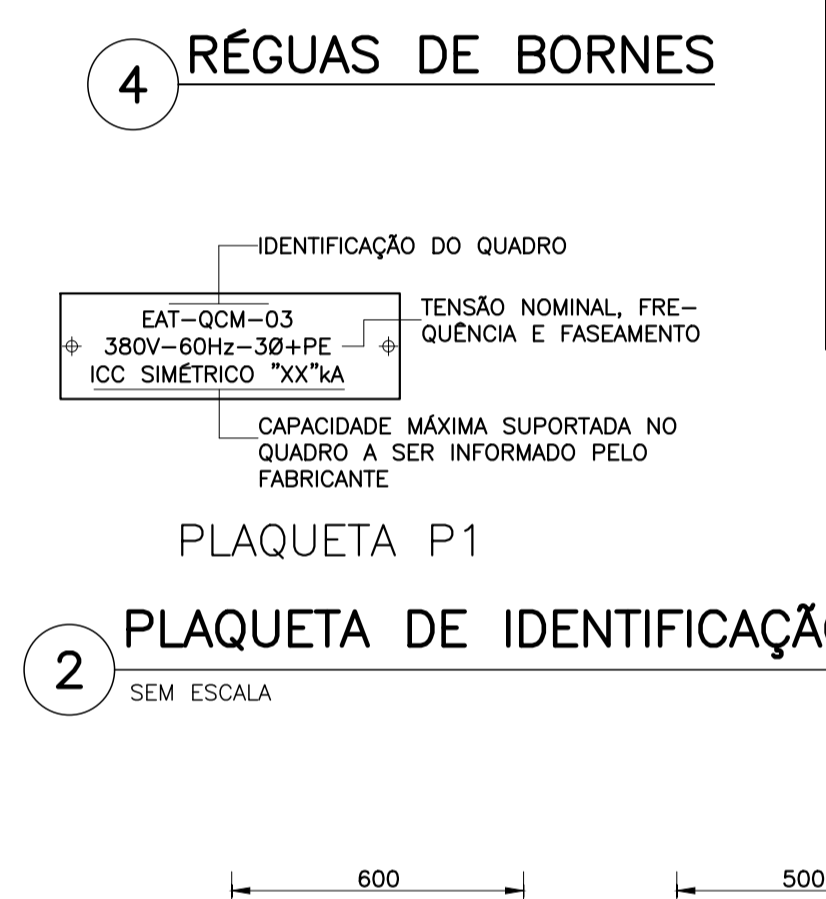 4 RÉGUAS DE BORNES
IDENTIFICAÇÃO DO QUADRO
EAT-QCM-03
380V-60Hz-3Ø+PE
ICC SIMÉTRICO "XX"kA
TENSÃO NOMINAL, FRE-
QUÊNCIA E FASEAMENTO
CAPACIDADE MÁXIMA SUPORTADA NO
QUADRO A SER INFORMADO PELO
FABRICANTE
PLAQUETA P1
2 PLAQUETA DE IDENTIFICAÇÃ
SEM ESCALA
600 500